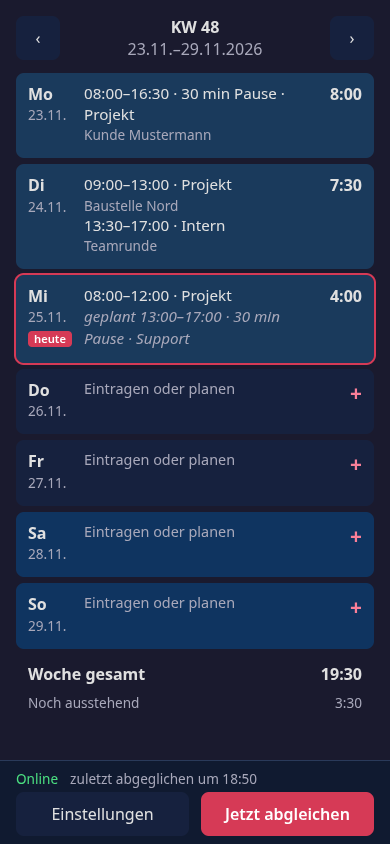 ‹ KW 48 ›
23.11.–29.11.2026
Mo 08:00–16:30 · 30 min Pause · 8:00
23.11. Projekt
Kunde Mustermann
Di 09:00–13:00 · Projekt 7:30
24.11. Baustelle Nord
13:30–17:00 · Intern
Teamrunde
Mi 08:00–12:00 · Projekt 4:00
25.11. geplant 13:00–17:00 · 30 min
heute Pause · Support
Do Eintragen oder planen +
26.11.
Fr Eintragen oder planen +
27.11.
Sa Eintragen oder planen +
28.11.
So Eintragen oder planen +
29.11.
Woche gesamt 19:30
Noch ausstehend 3:30
Online zuletzt abgeglichen um 18:50
Einstellungen Jetzt abgleichen